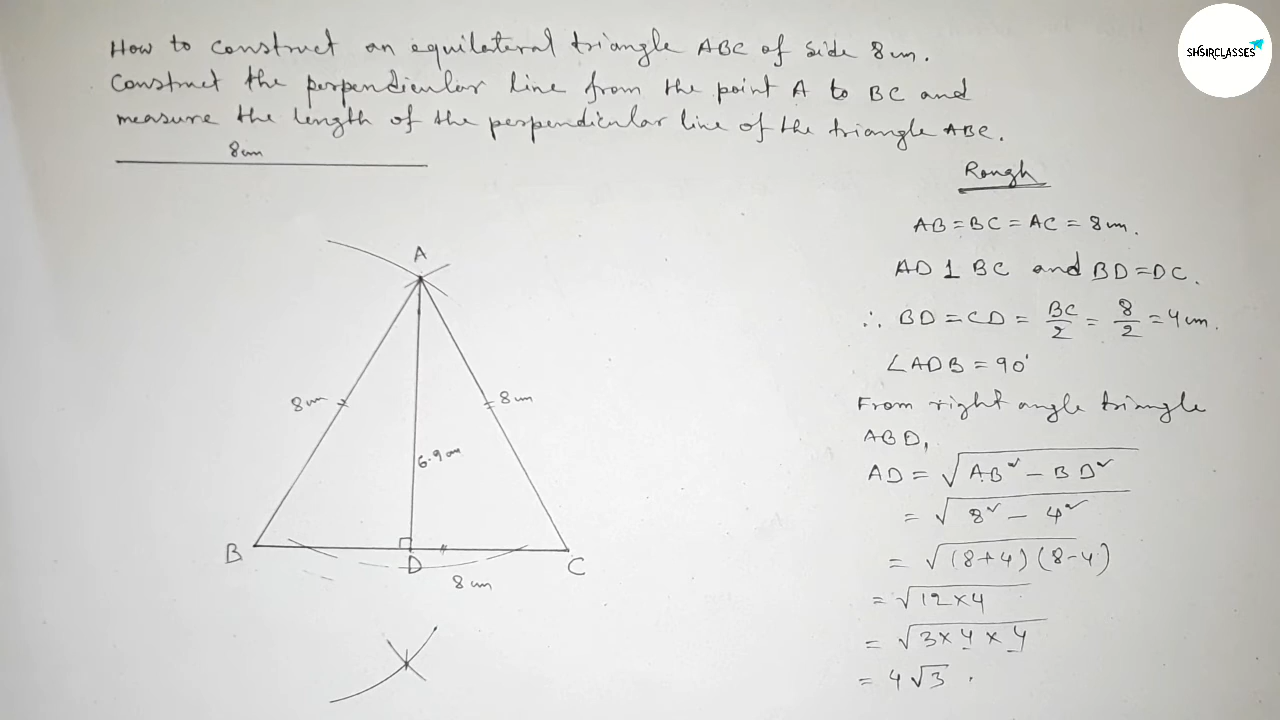 How to construct an equilateral triangle ABC of side 8cm.
Construct the perpendicular line from the point A to BC and
measure the length of the perpendicular line of the triangle ABC.
8cm
SHSIRCLASSES
Rough
AB = BC = AC = 8cm.
AD ⊥ BC and BD = DC.
∴ BD = CD = BC/2 = 8/2 = 4cm.
∠ADB = 90°
From right angle triangle
ABD,
AD = √(AB² - BD²)
= √(8² - 4²)
= √(8+4)(8-4)
= √12×4
= √3×4×4
= 4√3.
A
8cm
8cm
6.9cm
B
D
C
8cm